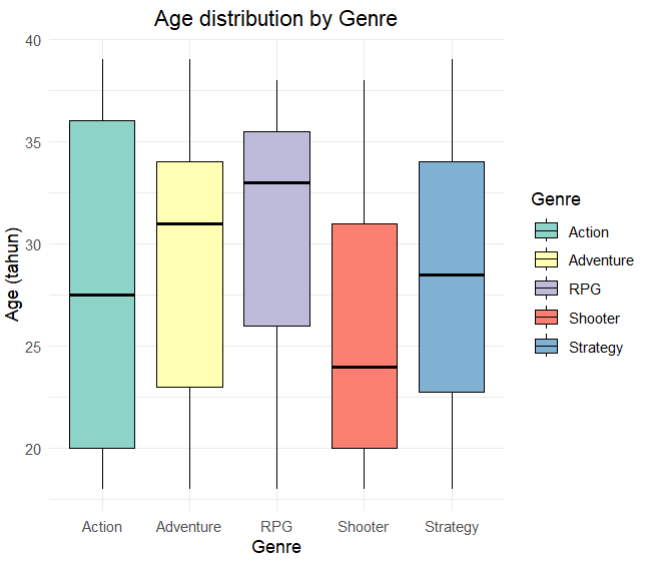 Age distribution by Genre
40
35
30
25
20
Age (tahun)
Action
Adventure
RPG
Shooter
Strategy
Genre
Genre
Action
Adventure
RPG
Shooter
Strategy